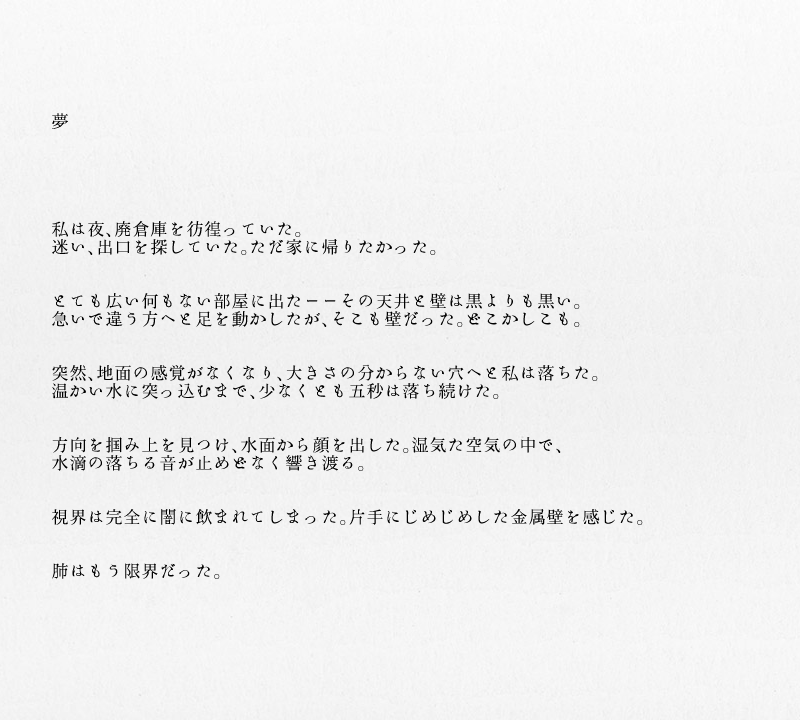 夢
私は夜、廃倉庫を彷徨っていた。
迷い、出口を探していた。ただ家に帰りたかった。
とても広い何もない部屋に出たーーその天井と壁は黒よりも黒い。
急いで違う方へと足を動かしたが、そこも壁だった。どこかしこも。
突然、地面の感覚がなくなり、大きさの分からない穴へと私は落ちた。
温かい水に突っ込むまで、少なくとも五秒は落ち続けた。
方向を掴み上を見つけ、水面から顔を出した。湿気た空気の中で、
水滴の落ちる音が止めどなく響き渡る。
視界は完全に闇に飲まれてしまった。片手にじめじめした金属壁を感じた。
肺はもう限界だった。